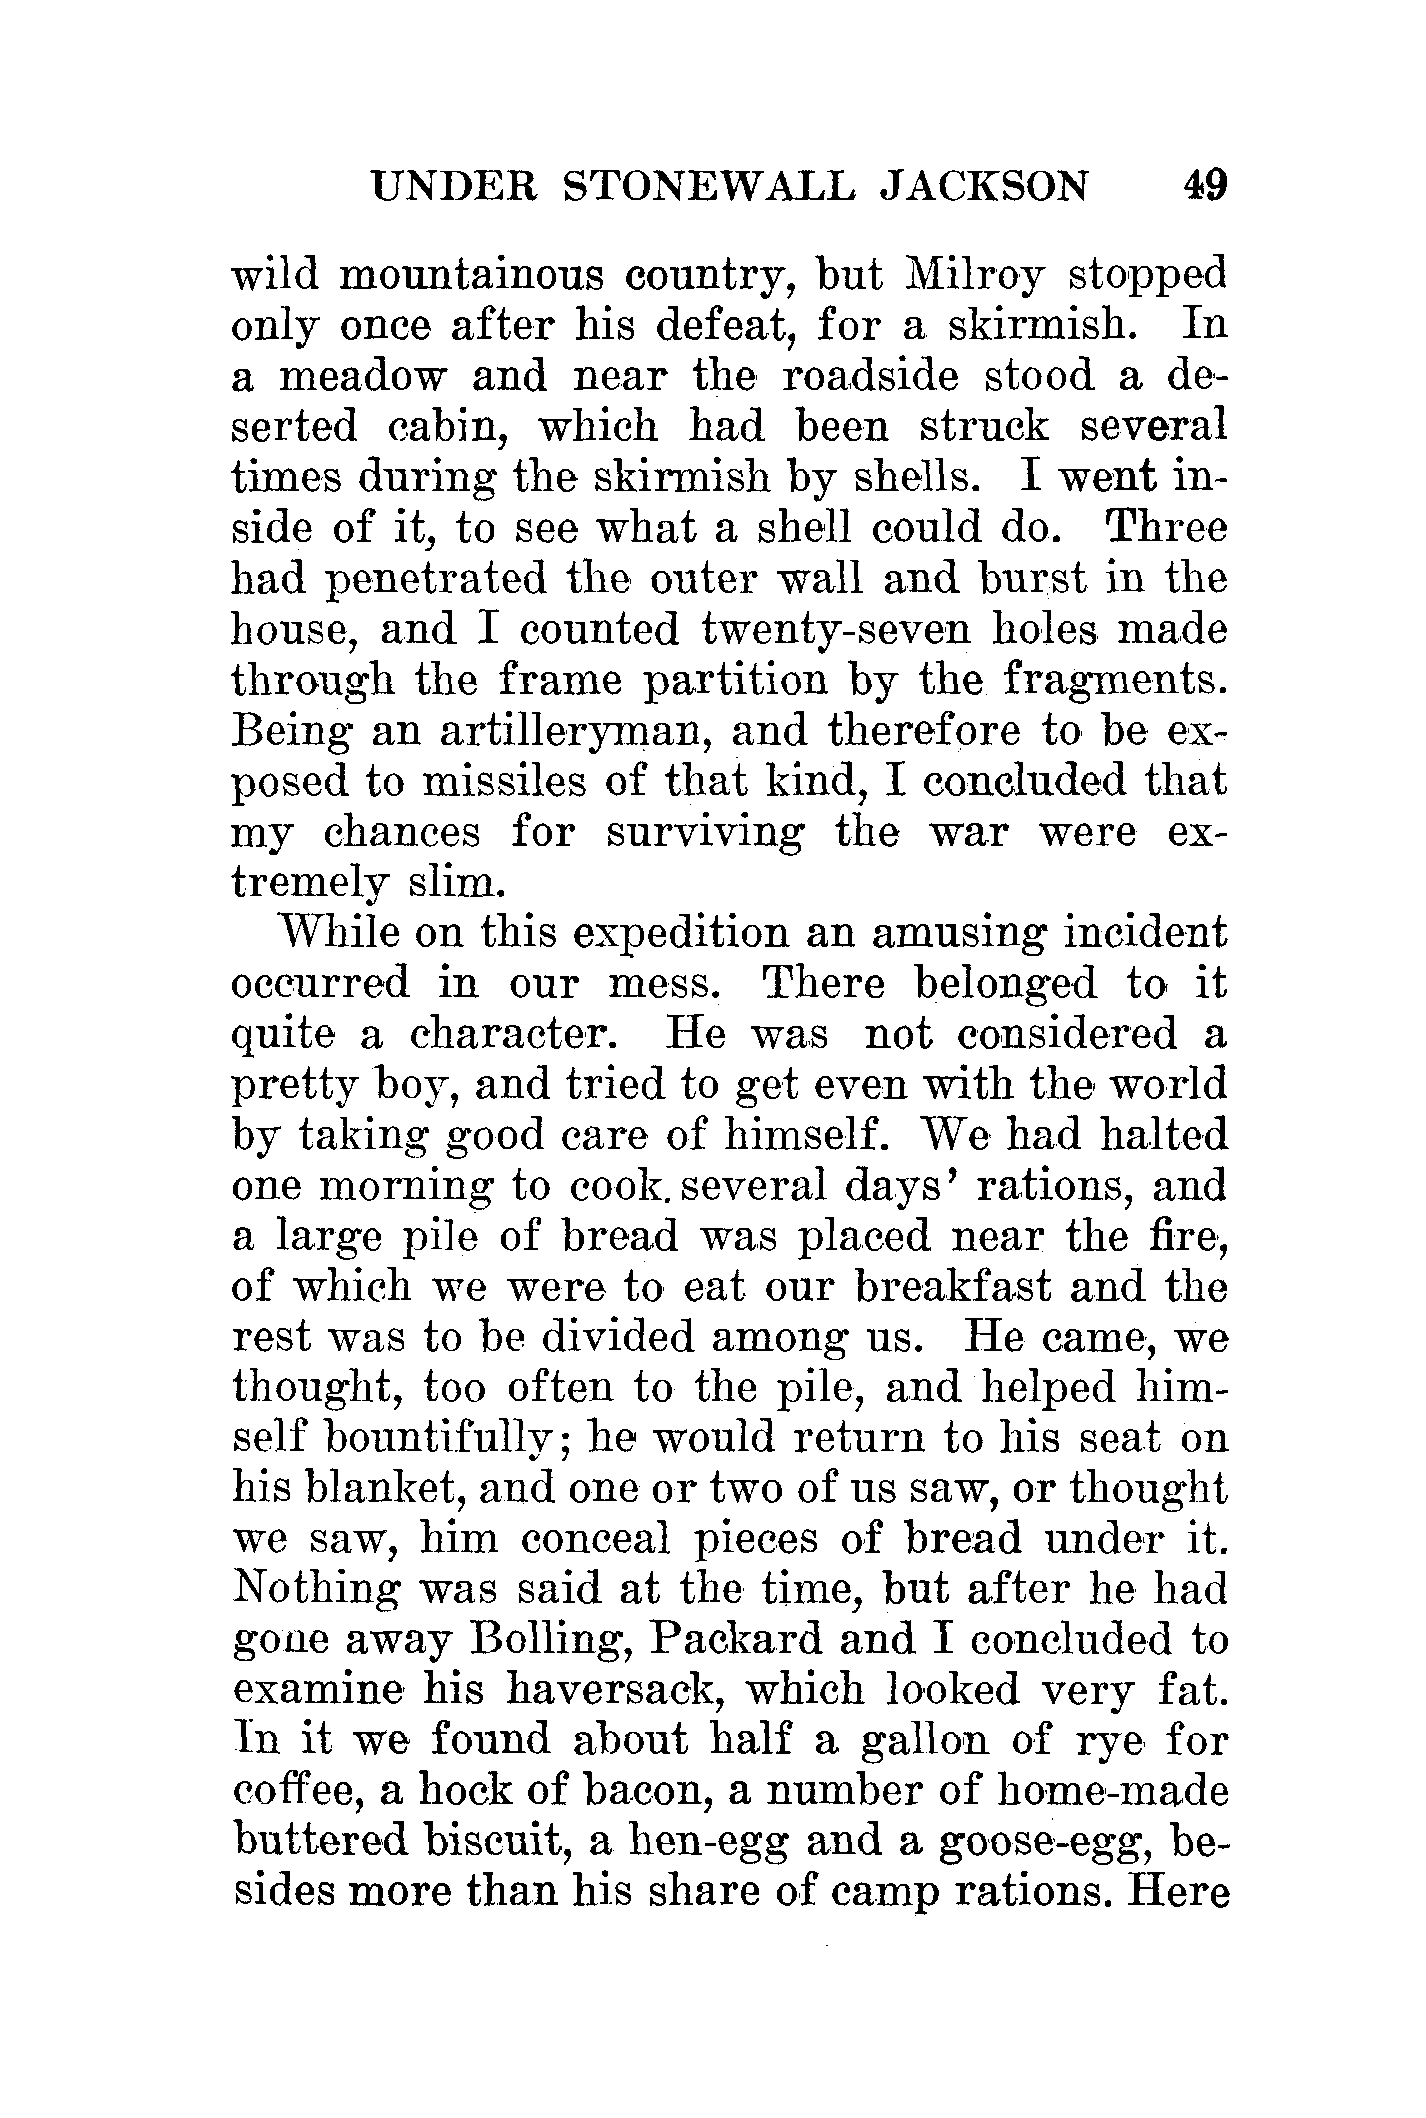 UNDER STONEWALL JACKSON 49
wild mountainous country, but Milroy stopped
only once after his defeat, for a skirmish. In
a meadow and near the roadside stood a de-
serted cabin, which had been struck several
times during the skirmish by shells. I went in-
side of it, to see what a shell could do. Three
had penetrated the outer wall and burst in the
house, and I counted twenty-seven holes made
through the frame partition by the fragments.
Being an artilleryman, and therefore to be ex-
posed to missiles of that kind, I concluded that
my chances for surviving the war were ex-
tremely slim.
While on this expedition an amusing incident
occurred in our mess. There belonged to it
quite a character. He was not considered a
pretty boy, and tried to get even with the world
by taking good care of himself. We had halted
one morning to cook. several days' rations, and
a large pile of bread was placed near the fire,
of which we were to eat our breakfast and the
rest was to be divided among us. He came, we
thought, too often to the pile, and helped him-
self bountifully; he would return to his seat on
his blanket, and one or two of us saw, or thought
we saw, him conceal pieces of bread under it.
Nothing was said at the time, but after he had
gone away Bolling, Packard and I concluded to
examine his haversack, which looked very fat.
In it we found about half a gallon of rye for
coffee, a hock of bacon, a number of home-made
buttered biscuit, a hen-egg and a goose-egg, be-
sides more than his share of camp rations. Here